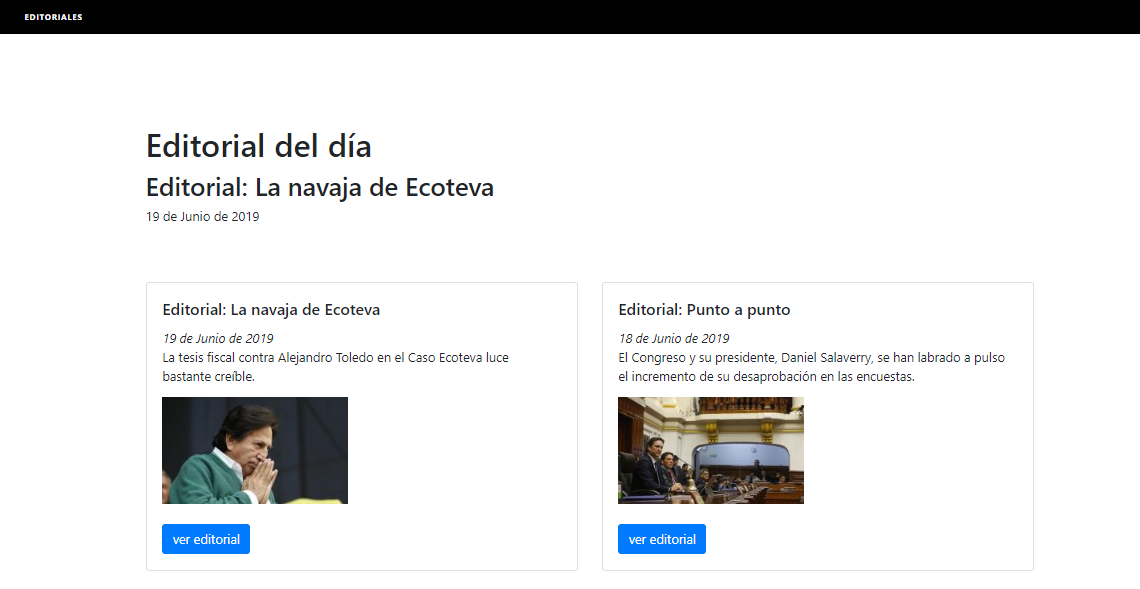 EDITORIALES
Editorial del día
Editorial: La navaja de Ecoteva
19 de Junio de 2019
Editorial: La navaja de Ecoteva
19 de Junio de 2019
La tesis fiscal contra Alejandro Toledo en el Caso Ecoteva luce
bastante creíble.
ver editorial
Editorial: Punto a punto
18 de Junio de 2019
El Congreso y su presidente, Daniel Salaverry, se han labrado a pulso
el incremento de su desaprobación en las encuestas.
ver editorial